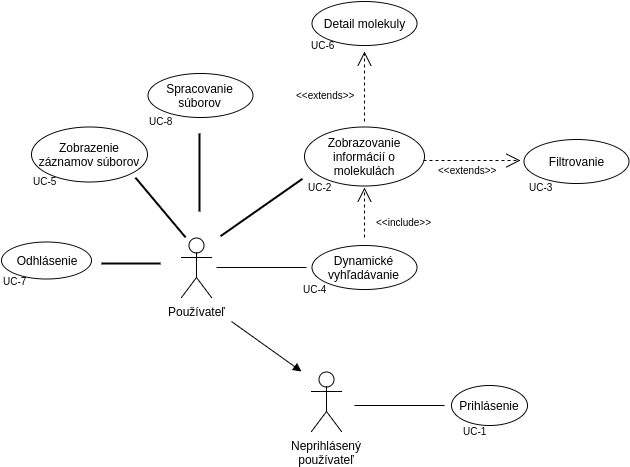 Detail molekuly
UC-6
Spracovanie
súborov
UC-8
<<extends>>
Zobrazenie
záznamov súborov
UC-5
Zobrazovanie
informácií o
molekulách
UC-2
<<extends>>
Filtrovanie
UC-3
<<include>>
Odhlásenie
UC-7
Dynamické
vyhľadávanie
UC-4
Používateľ
Prihlásenie
UC-1
Neprihlásený
používateľ